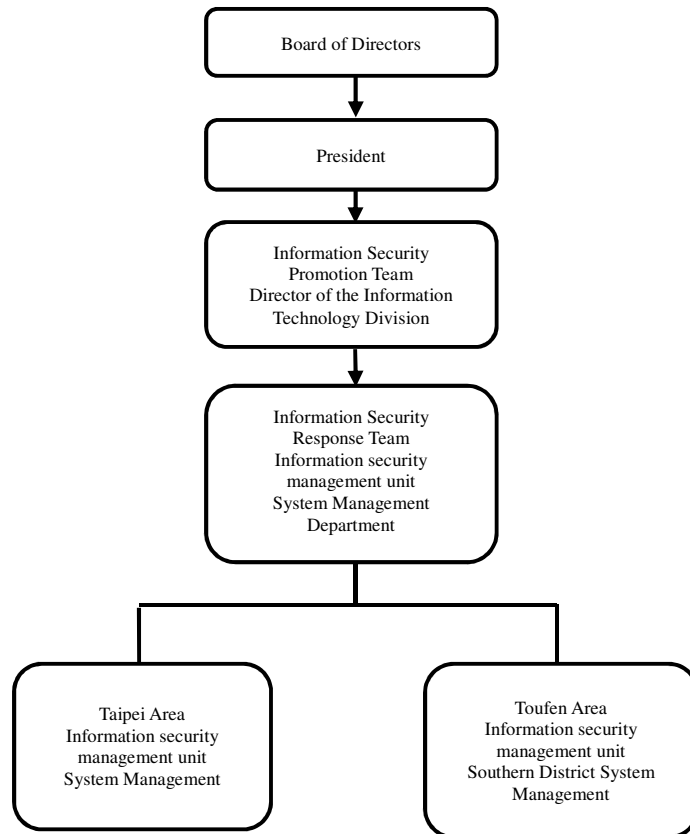 Board of Directors
President
Information Security
Promotion Team
Director of the Information
Technology Division
Information Security
Response Team
Information security
management unit
System Management
Department
Taipei Area
Information security
management unit
System Management
Toufen Area
Information security
management unit
Southern District System
Management